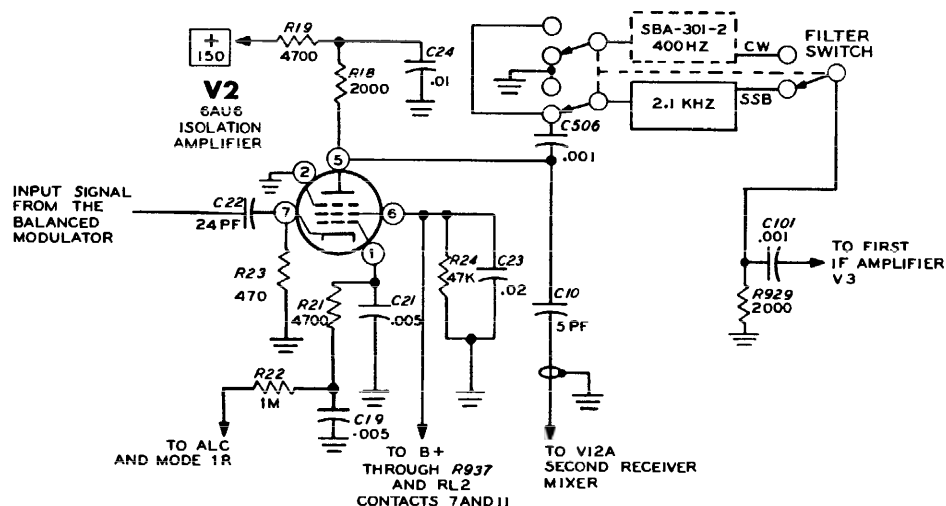 SBA-301-2
400HZ
FILTER
SWITCH
CW
+
150
R19
4700
C24
.01
V2
6AU6
ISOLATION
AMPLIFIER
R18
2000
2.1 KHZ
SSB
C506
.001
2
5
INPUT SIGNAL
FROM THE
BALANCED
MODULATOR
C22
24PF
7
6
1
R23
470
R21
4700
C21
.005
R24
47K
C23
.02
C10
5PF
C101
.001
TO FIRST
IF AMPLIFIER
V3
R929
2000
R22
1M
C19
.005
TO ALC
AND MODE 1R
TO B+
THROUGH R937
AND RL2
CONTACTS 7AND11
TO V12A
SECOND RECEIVER
MIXER